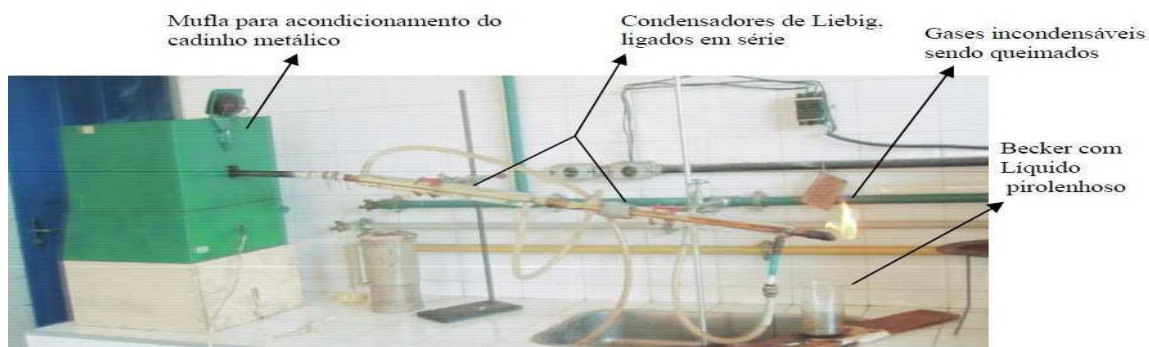 Mufla para acondicionamento do
cadinho metálico
Condensadores de Liebig,
ligados em série
Gases incondensáveis
sendo queimados
Becker com
Líquido
pirolenhoso